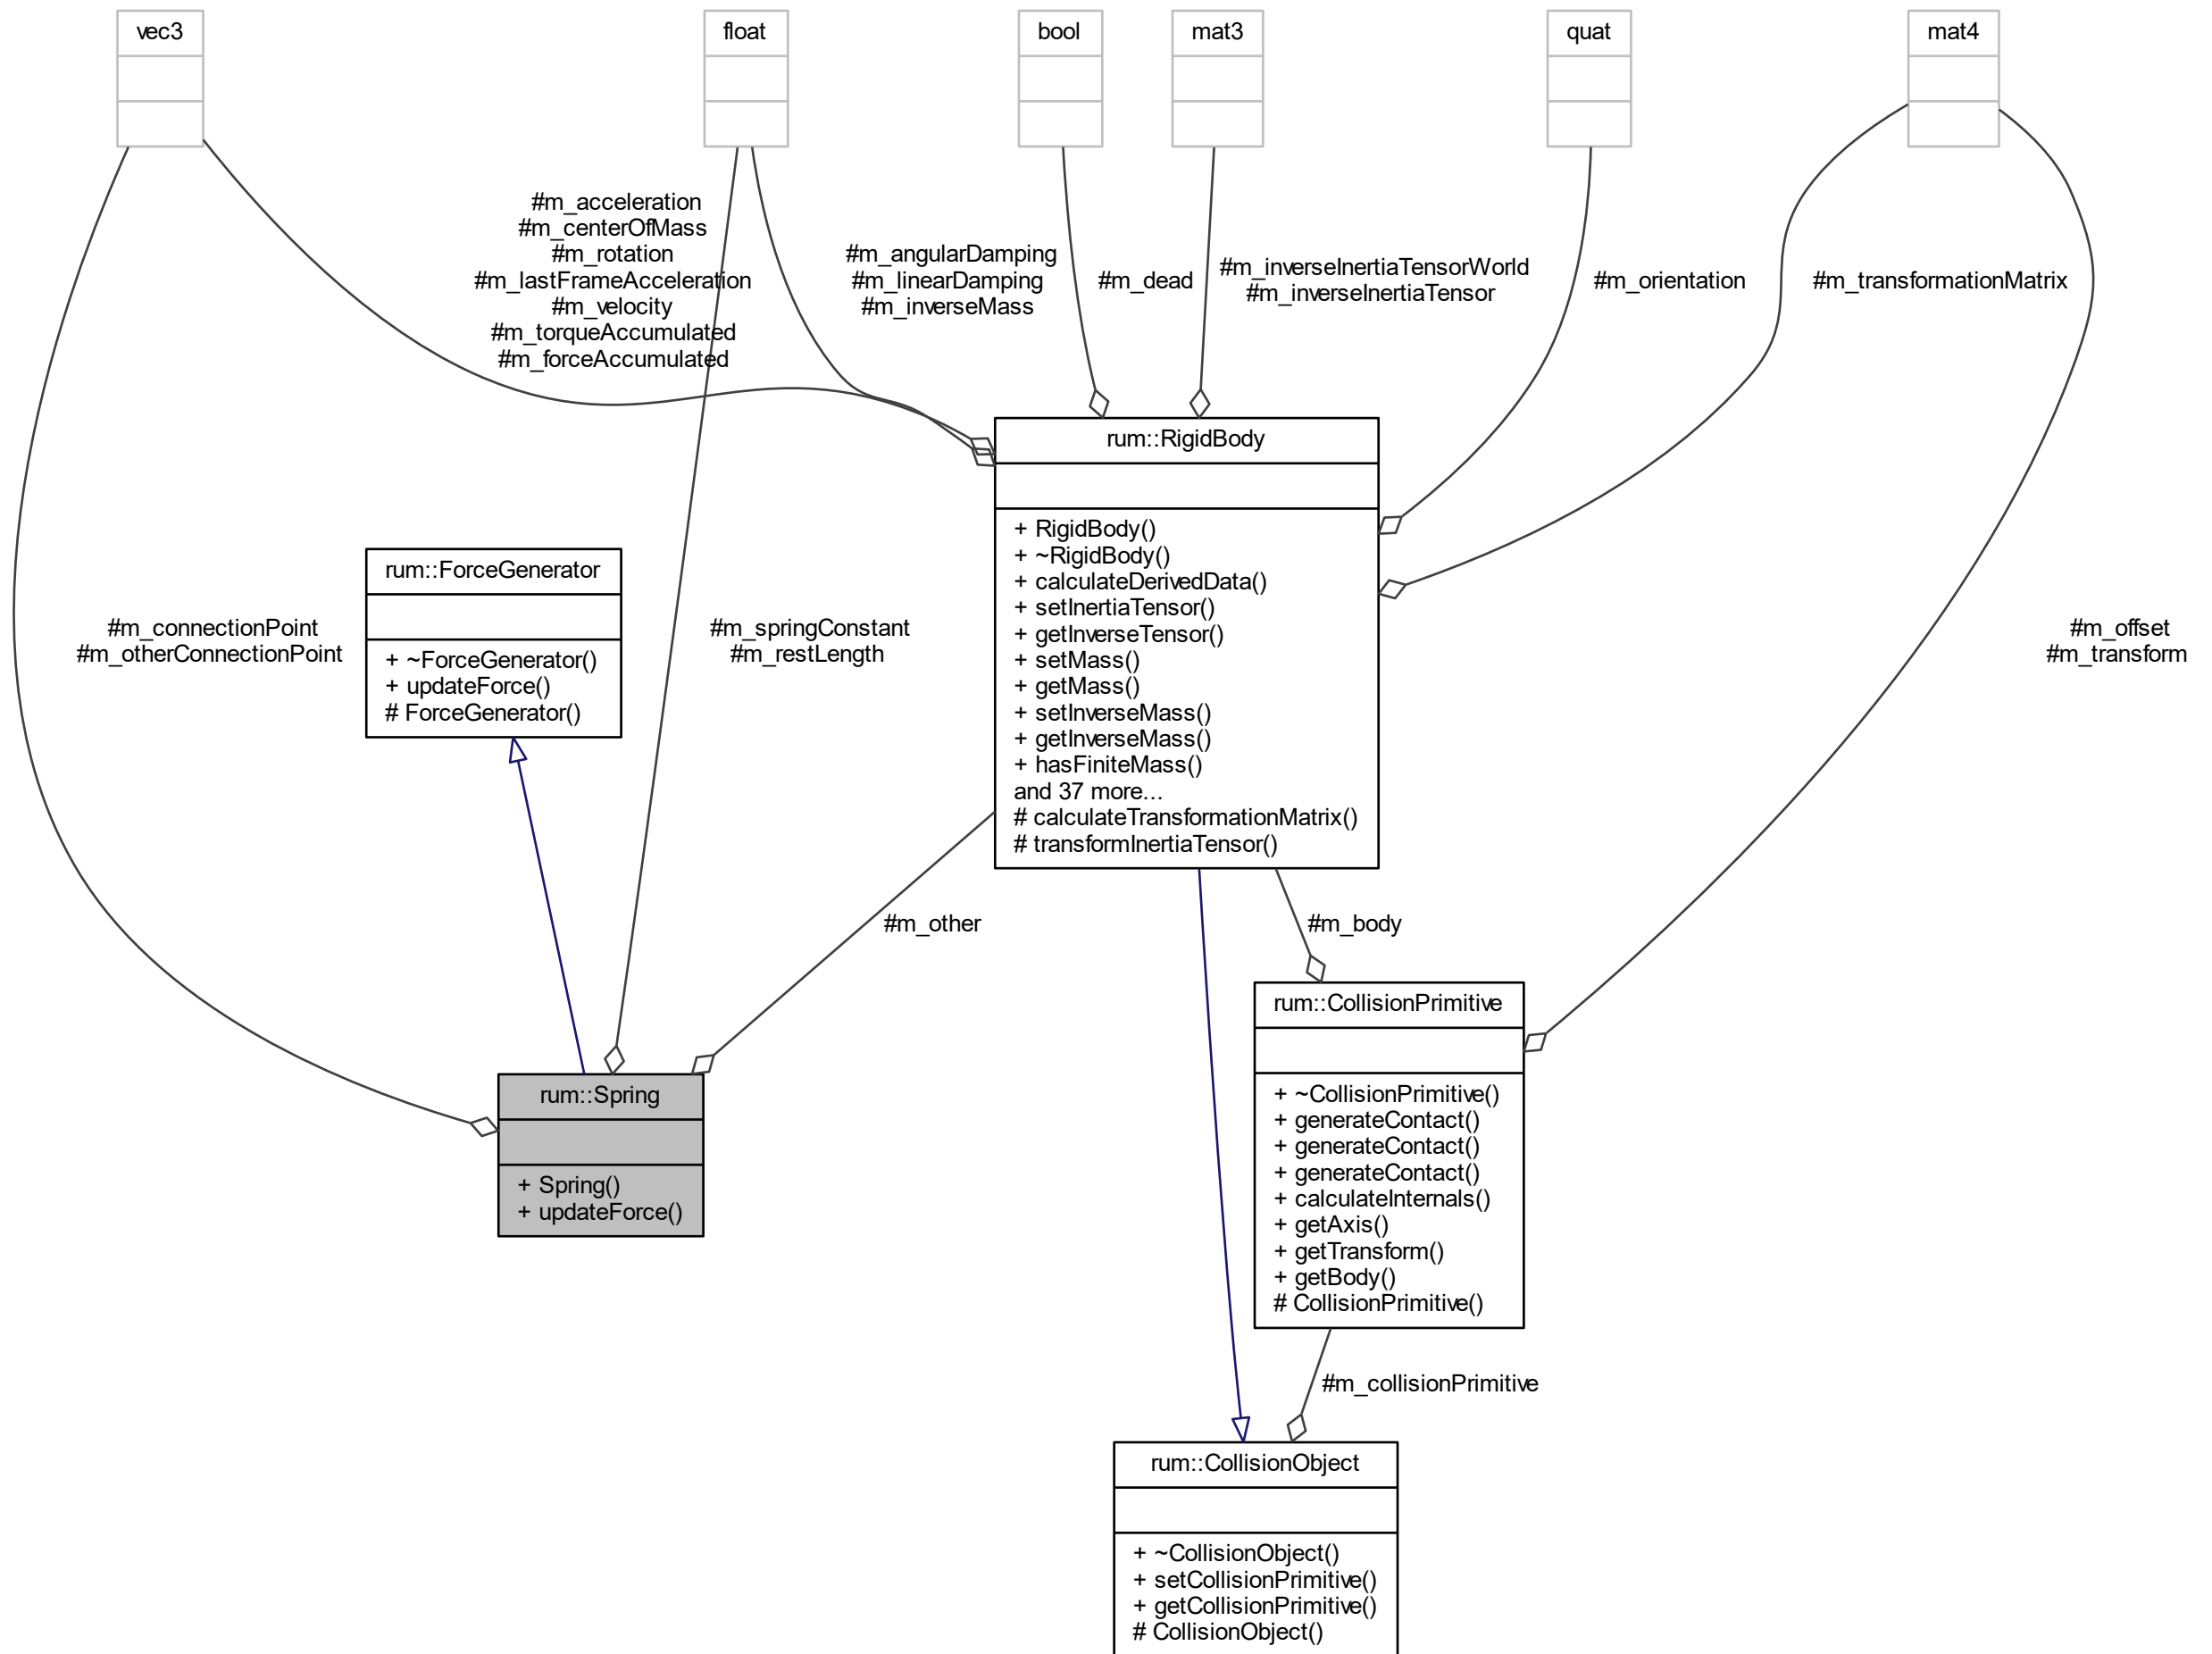 vec3
float
bool
mat3
quat
mat4
#m_acceleration
#m_centerOfMass
#m_rotation
#m_lastFrameAcceleration
#m_velocity
#m_torqueAccumulated
#m_forceAccumulated
#m_angularDamping
#m_linearDamping
#m_inverseMass
#m_dead
#m_inverseInertiaTensorWorld
#m_inverseInertiaTensor
#m_orientation
#m_transformationMatrix
rum::RigidBody
+ RigidBody()
+ ~RigidBody()
+ calculateDerivedData()
+ setInertiaTensor()
+ getInverseTensor()
+ setMass()
+ getMass()
+ setInverseMass()
+ getInverseMass()
+ hasFiniteMass()
and 37 more...
# calculateTransformationMatrix()
# transformInertiaTensor()
rum::ForceGenerator
+ ~ForceGenerator()
+ updateForce()
# ForceGenerator()
#m_connectionPoint
#m_otherConnectionPoint
#m_springConstant
#m_restLength
#m_offset
#m_transform
#m_other
#m_body
rum::Spring
+ Spring()
+ updateForce()
rum::CollisionPrimitive
+ ~CollisionPrimitive()
+ generateContact()
+ generateContact()
+ generateContact()
+ calculateInternals()
+ getAxis()
+ getTransform()
+ getBody()
# CollisionPrimitive()
#m_collisionPrimitive
rum::CollisionObject
+ ~CollisionObject()
+ setCollisionPrimitive()
+ getCollisionPrimitive()
# CollisionObject()